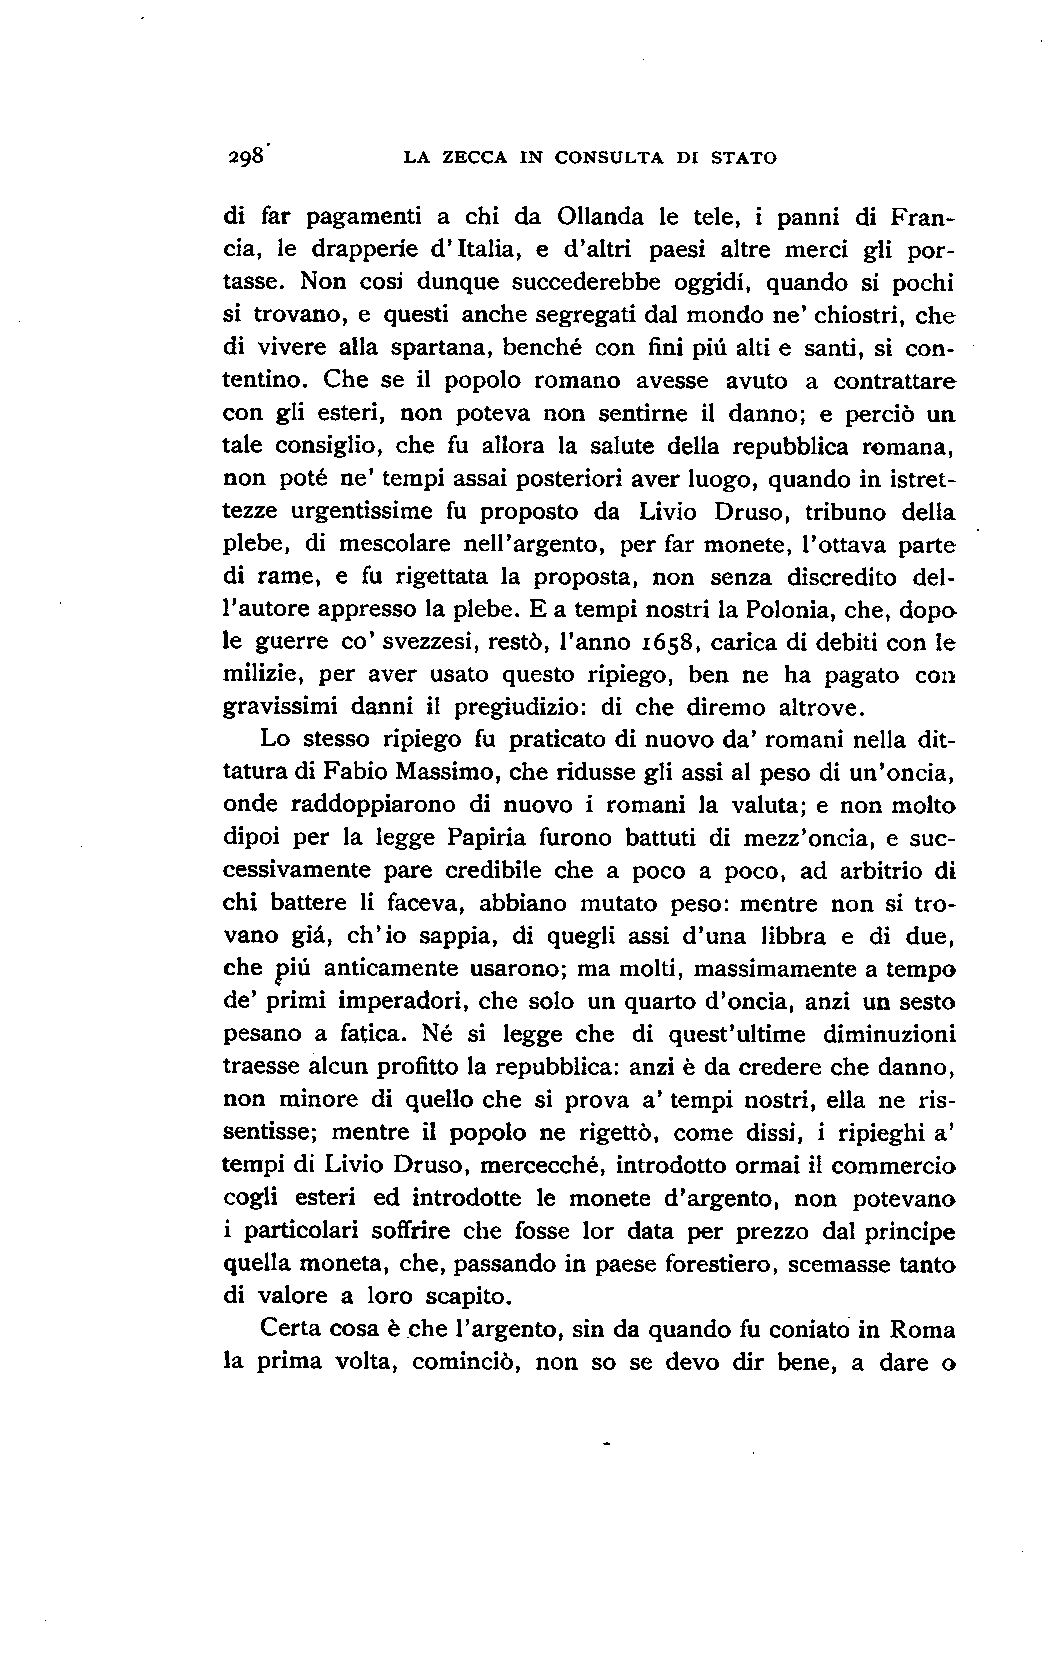 298 LA ZECCA IN CONSULTA DI STATO
di far pagamenti a chi da Ollanda le tele, i panni di Fran-
cia, le drapperie d'Italia, e d'altri paesi altre merci gli por-
tasse. Non cosí dunque succederebbe oggidí, quando si pochi
si trovano, e questi anche segregati dal mondo ne' chiostri, che
di vivere alla spartana, benché con fini piú alti e santi, si con-
tentino. Che se il popolo romano avesse avuto a contrattare
con gli esteri, non poteva non sentirne il danno; e perciò un
tale consiglio, che fu allora la salute della repubblica romana,
non poté ne' tempi assai posteriori aver luogo, quando in istret-
tezze urgentissime fu proposto da Livio Druso, tribuno della
plebe, di mescolare nell'argento, per far monete, l'ottava parte
di rame, e fu rigettata la proposta, non senza discredito del-
l'autore appresso la plebe. E a tempi nostri la Polonia, che, dopo
le guerre co' svezzesi, restò, l'anno 1658, carica di debiti con le
milizie, per aver usato questo ripiego, ben ne ha pagato con
gravissimi danni il pregiudizio: di che diremo altrove.
Lo stesso ripiego fu praticato di nuovo da' romani nella dit-
tatura di Fabio Massimo, che ridusse gli assi al peso di un'oncia,
onde raddoppiarono di nuovo i romani la valuta; e non molto
dipoi per la legge Papiria furono battuti di mezz'oncia, e suc-
cessivamente pare credibile che a poco a poco, ad arbitrio di
chi battere li faceva, abbiano mutato peso: mentre non si tro-
vano giá, ch'io sappia, di quegli assi d'una libbra e di due,
che piú anticamente usarono; ma molti, massimamente a tempo
de' primi imperadori, che solo un quarto d'oncia, anzi un sesto
pesano a fatica. Né si legge che di quest'ultime diminuzioni
traesse alcun profitto la repubblica: anzi è da credere che danno,
non minore di quello che si prova a' tempi nostri, ella ne ris-
sentisse; mentre il popolo ne rigettò, come dissi, i ripieghi a'
tempi di Livio Druso, mercecché, introdotto ormai il commercio
cogli esteri ed introdotte le monete d'argento, non potevano
i particolari soffrire che fosse lor data per prezzo dal principe
quella moneta, che, passando in paese forestiero, scemasse tanto
di valore a loro scapito.
Certa cosa è che l'argento, sin da quando fu coniato in Roma
la prima volta, cominciò, non so se devo dir bene, a dare o